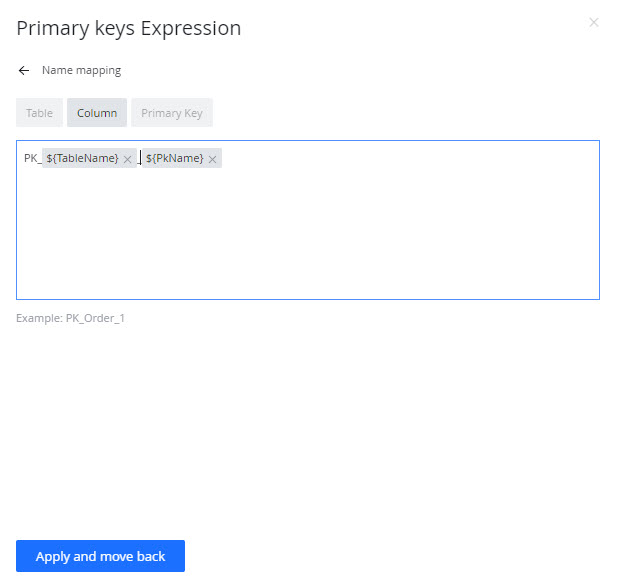 Primary keys Expression
Name mapping
Table Column Primary Key
PK_ ${TableName} _ ${PkName}
Example: PK_Order_1
Apply and move back